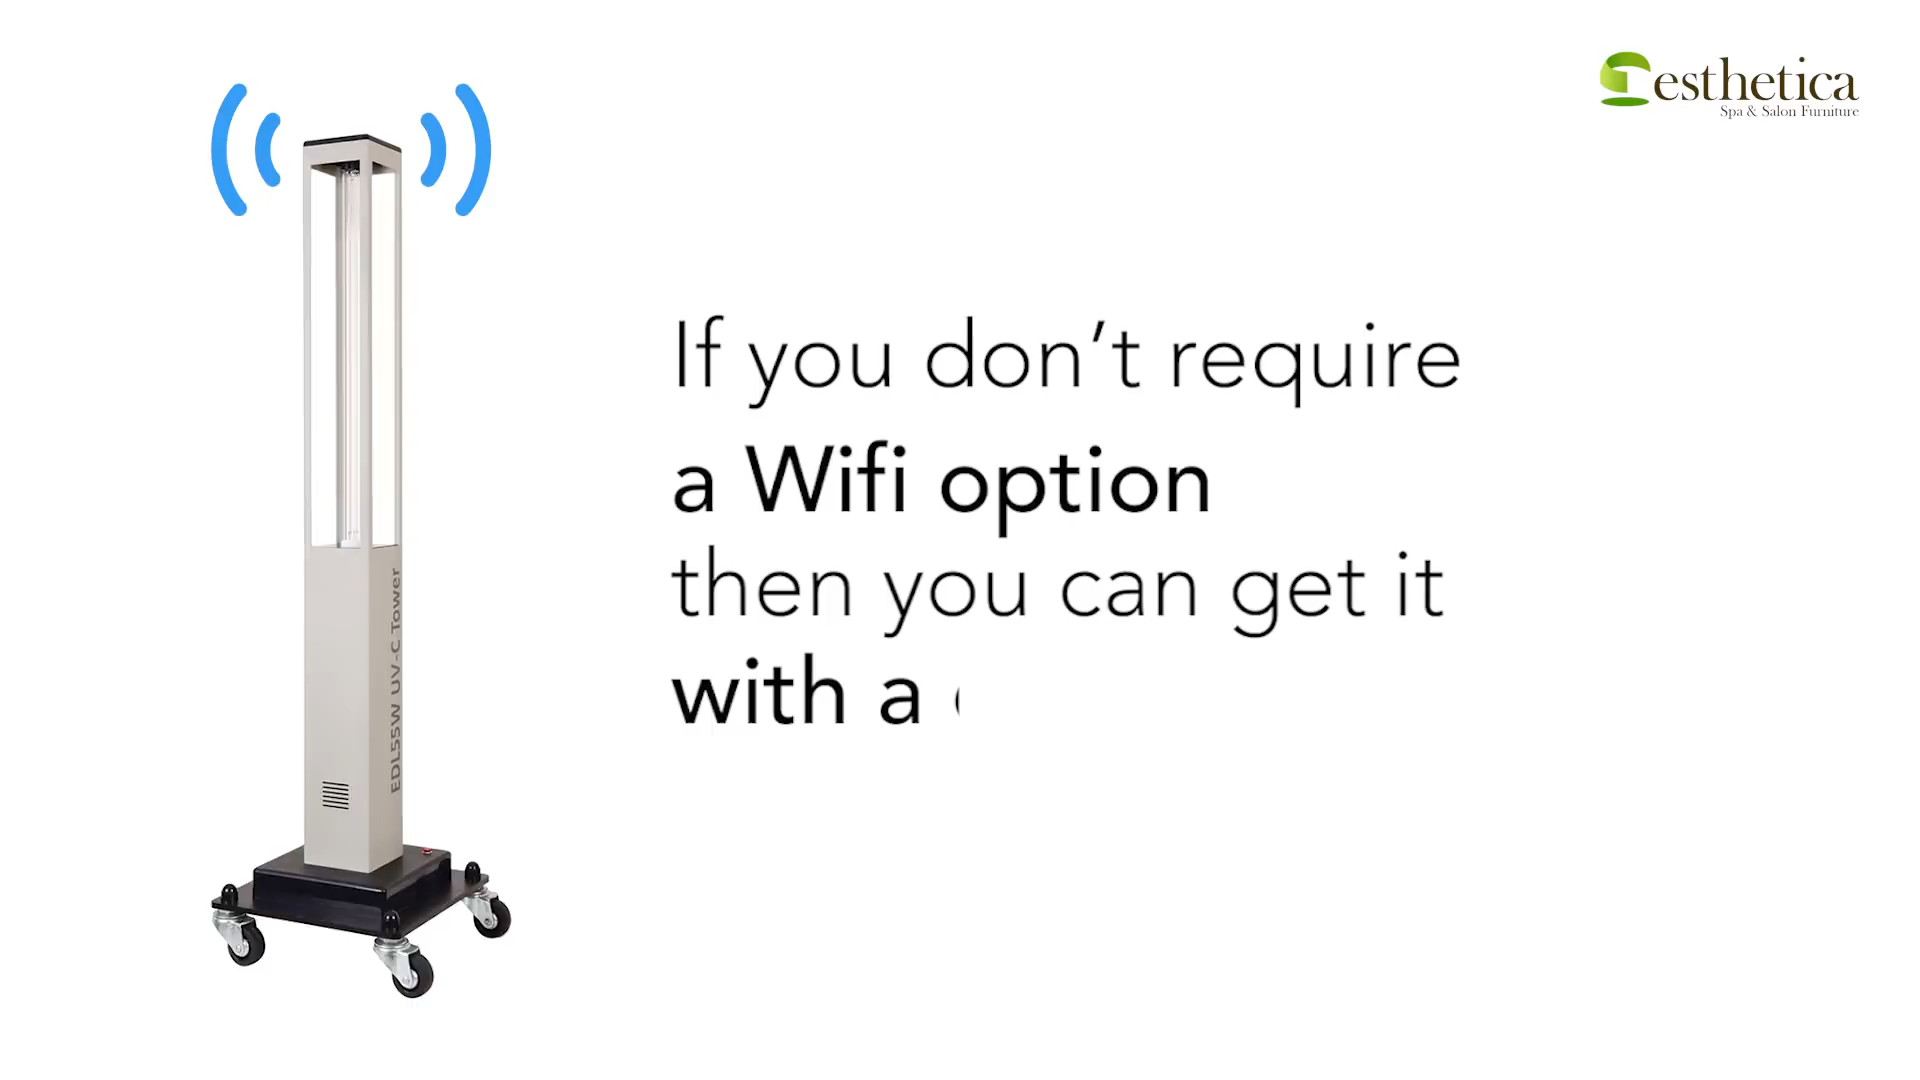 esthetica
Spa & Salon Furniture
If you don’t require
a Wifi option
then you can get it
with a
EDL55W UV-C Tower